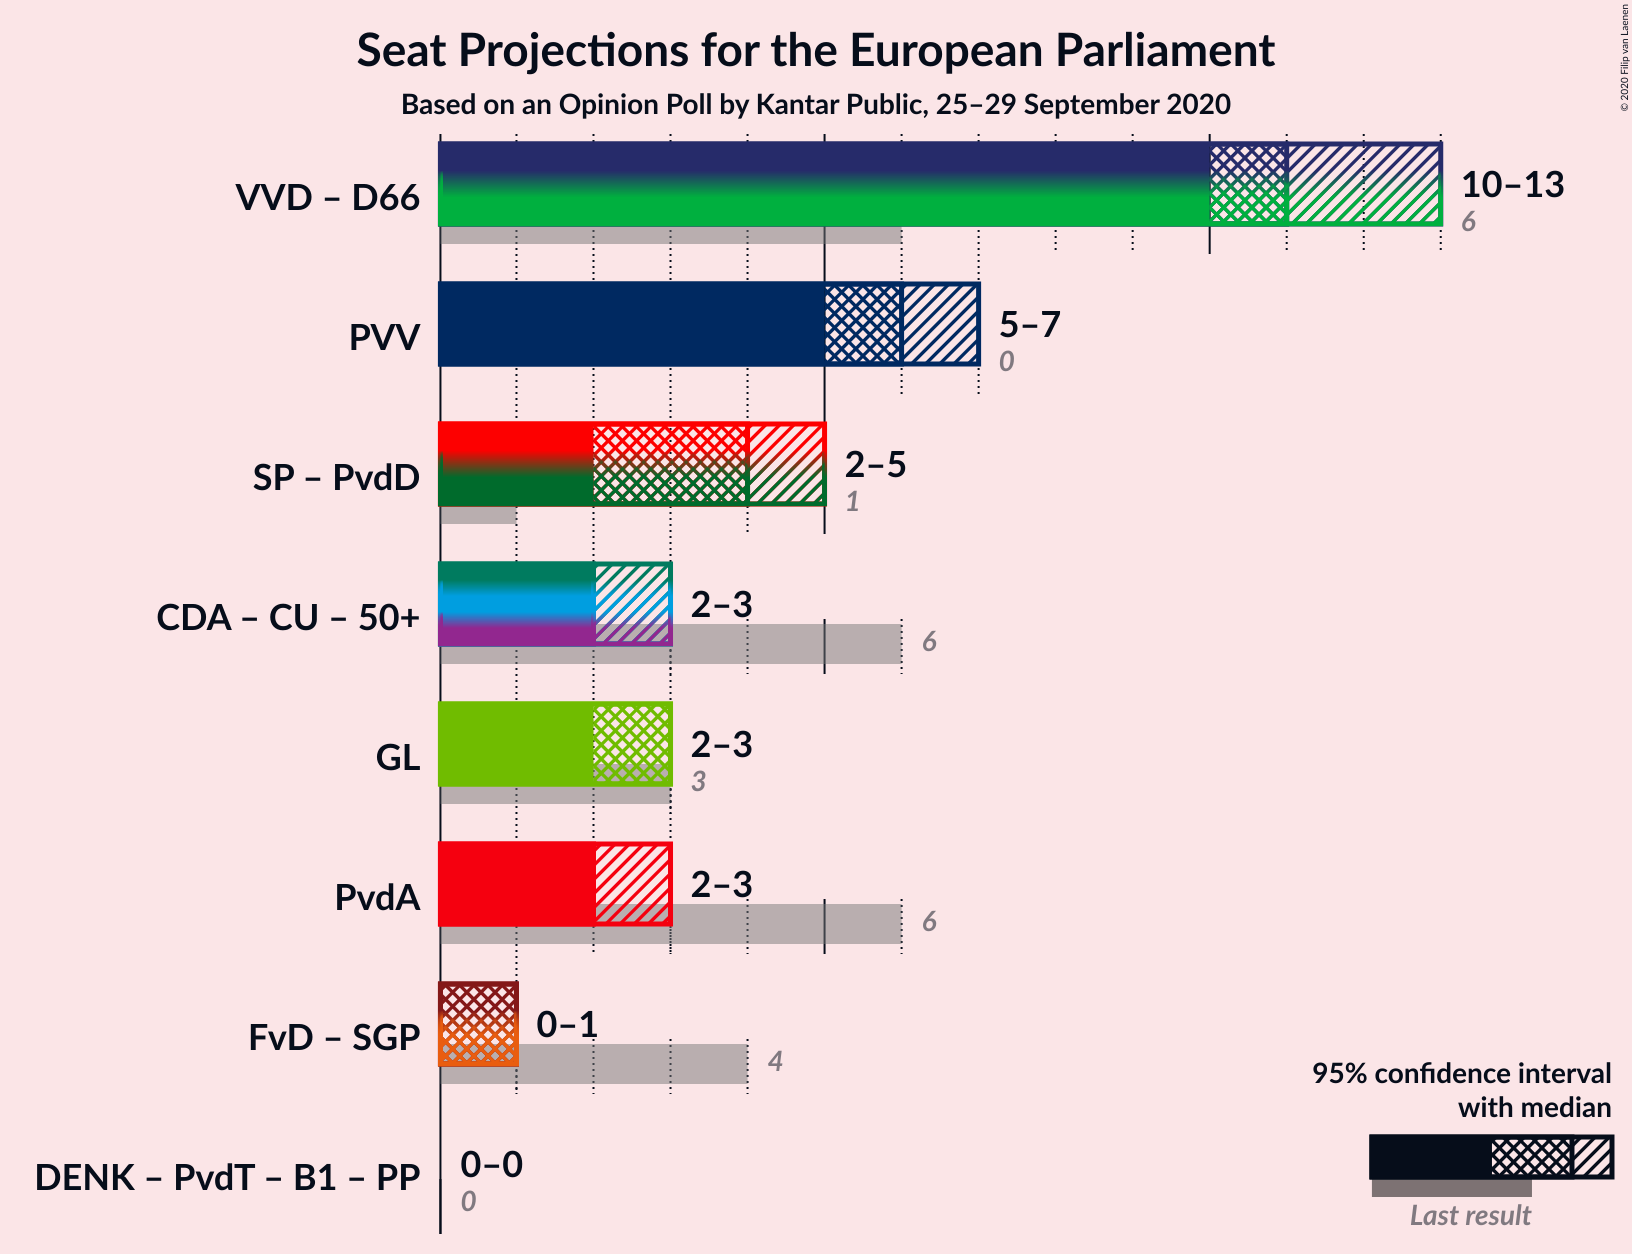 Seat Projections for the European Parliament
Based on an Opinion Poll by Kantar Public, 25–29 September 2020
© 2020 Filip van Laenen
VVD – D66
10–13
6
PVV
5–7
0
SP – PvdD
2–5
1
CDA – CU – 50+
2–3
6
GL
2–3
3
PvdA
2–3
6
FvD – SGP
0–1
4
DENK – PvdT – B1 – PP
0–0
0
95% confidence interval
with median
Last result